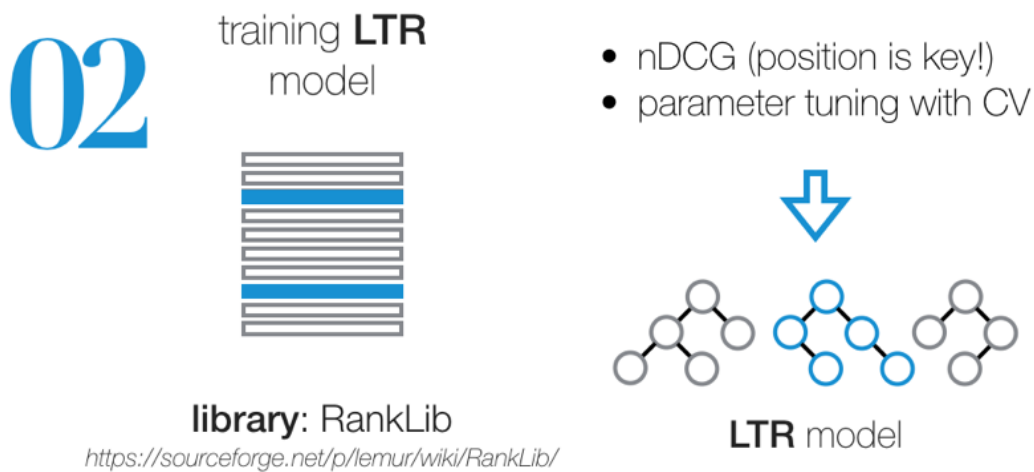 02
training LTR
model
library: RankLib
https://sourceforge.net/p/lemur/wiki/RankLib/
• nDCG (position is key!)
• parameter tuning with CV
LTR model